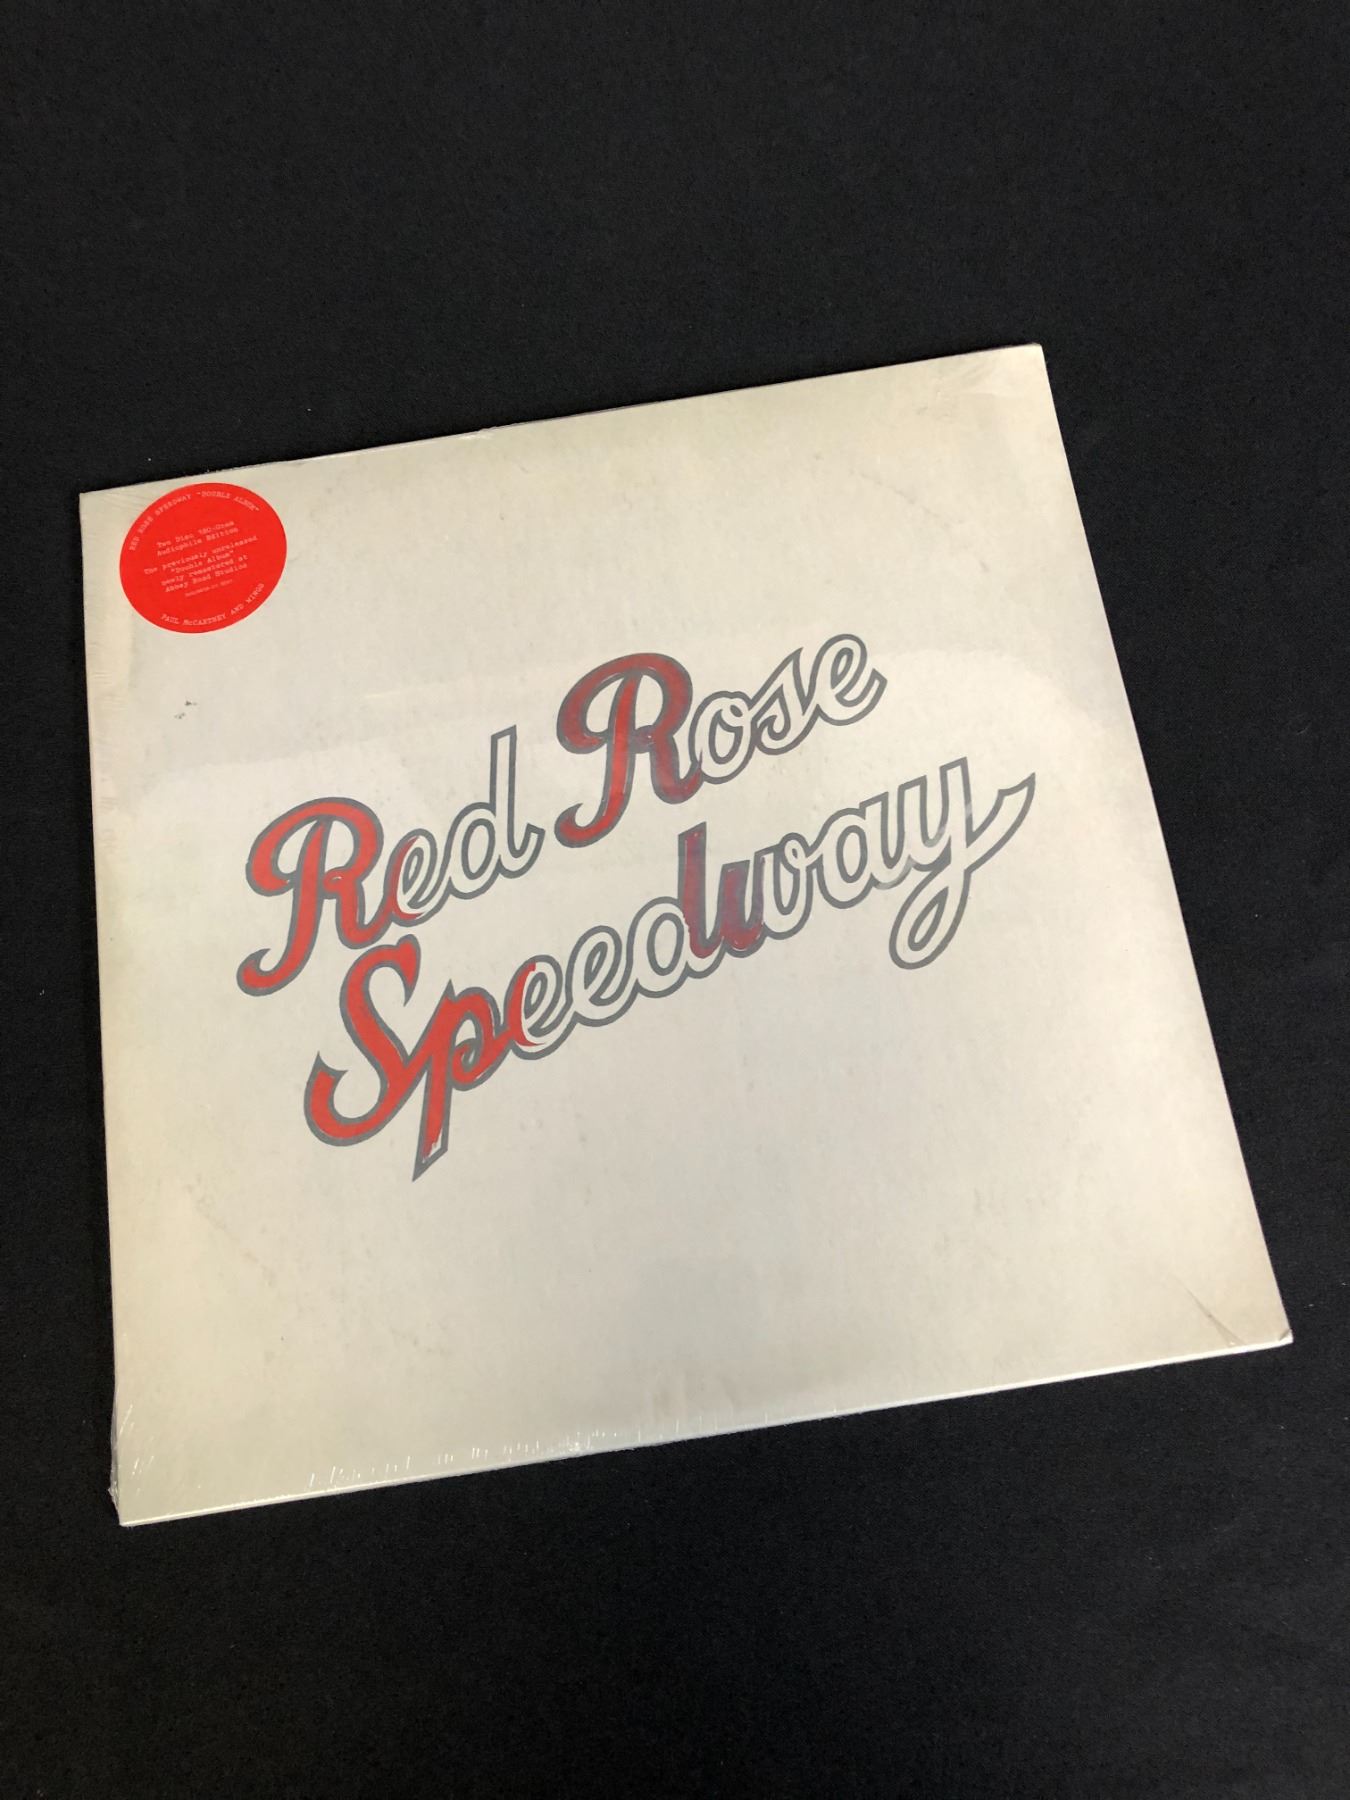 RED ROSE SPEEDWAY "DOUBLE ALBUM"
Two Disc 180-Gram
Audiophile Edition
The previously unreleased
"Double Album"
newly remastered at
Abbey Road Studios
PAUL McCARTNEY AND WINGS
Red Rose
Speedway